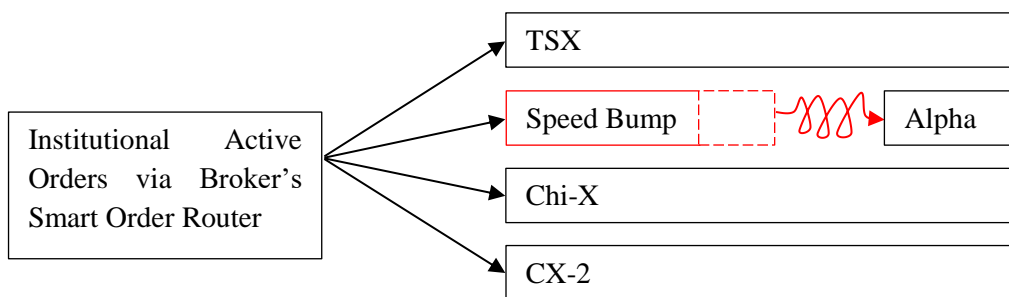 TSX
Speed Bump
Alpha
Institutional Active
Orders via Broker's
Smart Order Router
Chi-X
CX-2